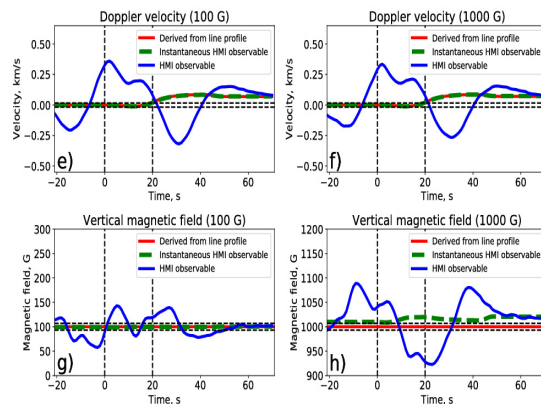 Doppler velocity (100 G)
Velocity, km/s
0.50
0.25
0.00
−0.25
−0.50
Derived from line profile
Instantaneous HMI observable
HMI observable
e)
−20 0 20 40 60
Time, s
Doppler velocity (1000 G)
Velocity, km/s
0.50
0.25
0.00
−0.25
−0.50
Derived from line profile
Instantaneous HMI observable
HMI observable
f)
−20 0 20 40 60
Time, s
Vertical magnetic field (100 G)
Magnetic field, G
300
250
200
150
100
50
0
Derived from line profile
Instantaneous HMI observable
HMI observable
g)
−20 0 20 40 60
Time, s
Vertical magnetic field (1000 G)
Magnetic field, G
1200
1150
1100
1050
1000
950
900
Derived from line profile
Instantaneous HMI observable
HMI observable
h)
−20 0 20 40 60
Time, s